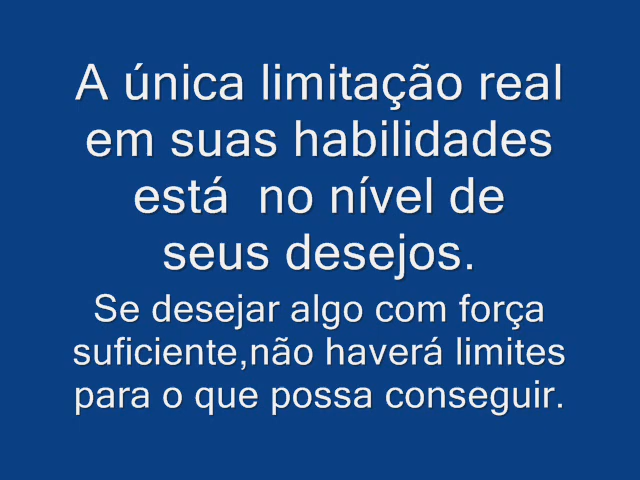 A única limitação real
em suas habilidades
está  no nível de
seus desejos.
Se desejar algo com força
suficiente,não haverá limites
para o que possa conseguir.